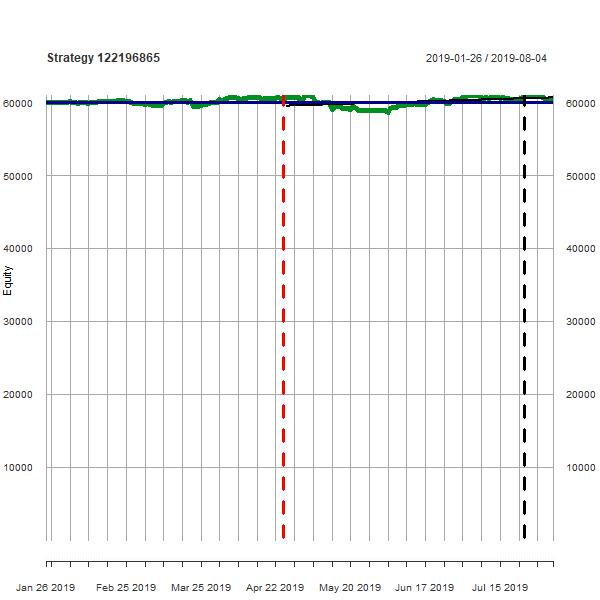 Strategy 122196865
2019-01-26 / 2019-08-04
60000
60000
50000
50000
40000
40000
Equity
30000
30000
20000
20000
10000
10000
Jan 26 2019
Feb 25 2019
Mar 25 2019
Apr 22 2019
May 20 2019
Jun 17 2019
Jul 15 2019